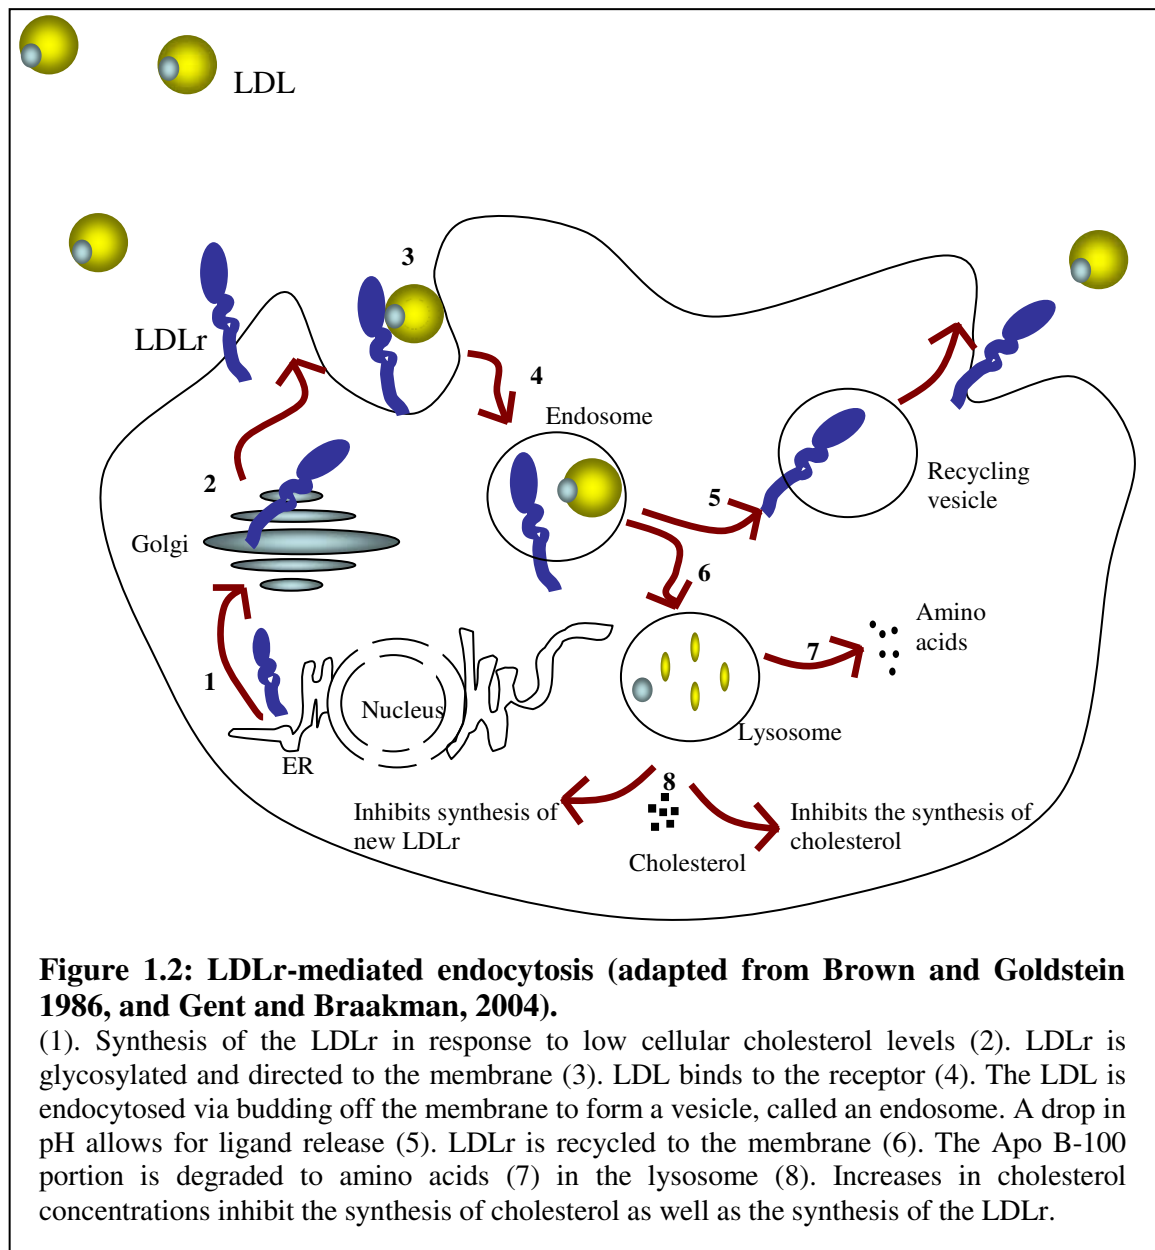 LDL
3
LDLr
4
Endosome
2
5
Recycling
vesicle
Golgi
6
Amino
acids
7
1
Nucleus
Lysosome
ER
8
Inhibits synthesis of
new LDLr
Inhibits the synthesis of
cholesterol
Cholesterol
Figure 1.2: LDLr-mediated endocytosis (adapted from Brown and Goldstein
1986, and Gent and Braakman, 2004).
(1). Synthesis of the LDLr in response to low cellular cholesterol levels (2). LDLr is
glycosylated and directed to the membrane (3). LDL binds to the receptor (4). The LDL is
endocytosed via budding off the membrane to form a vesicle, called an endosome. A drop in
pH allows for ligand release (5). LDLr is recycled to the membrane (6). The Apo B-100
portion is degraded to amino acids (7) in the lysosome (8). Increases in cholesterol
concentrations inhibit the synthesis of cholesterol as well as the synthesis of the LDLr.